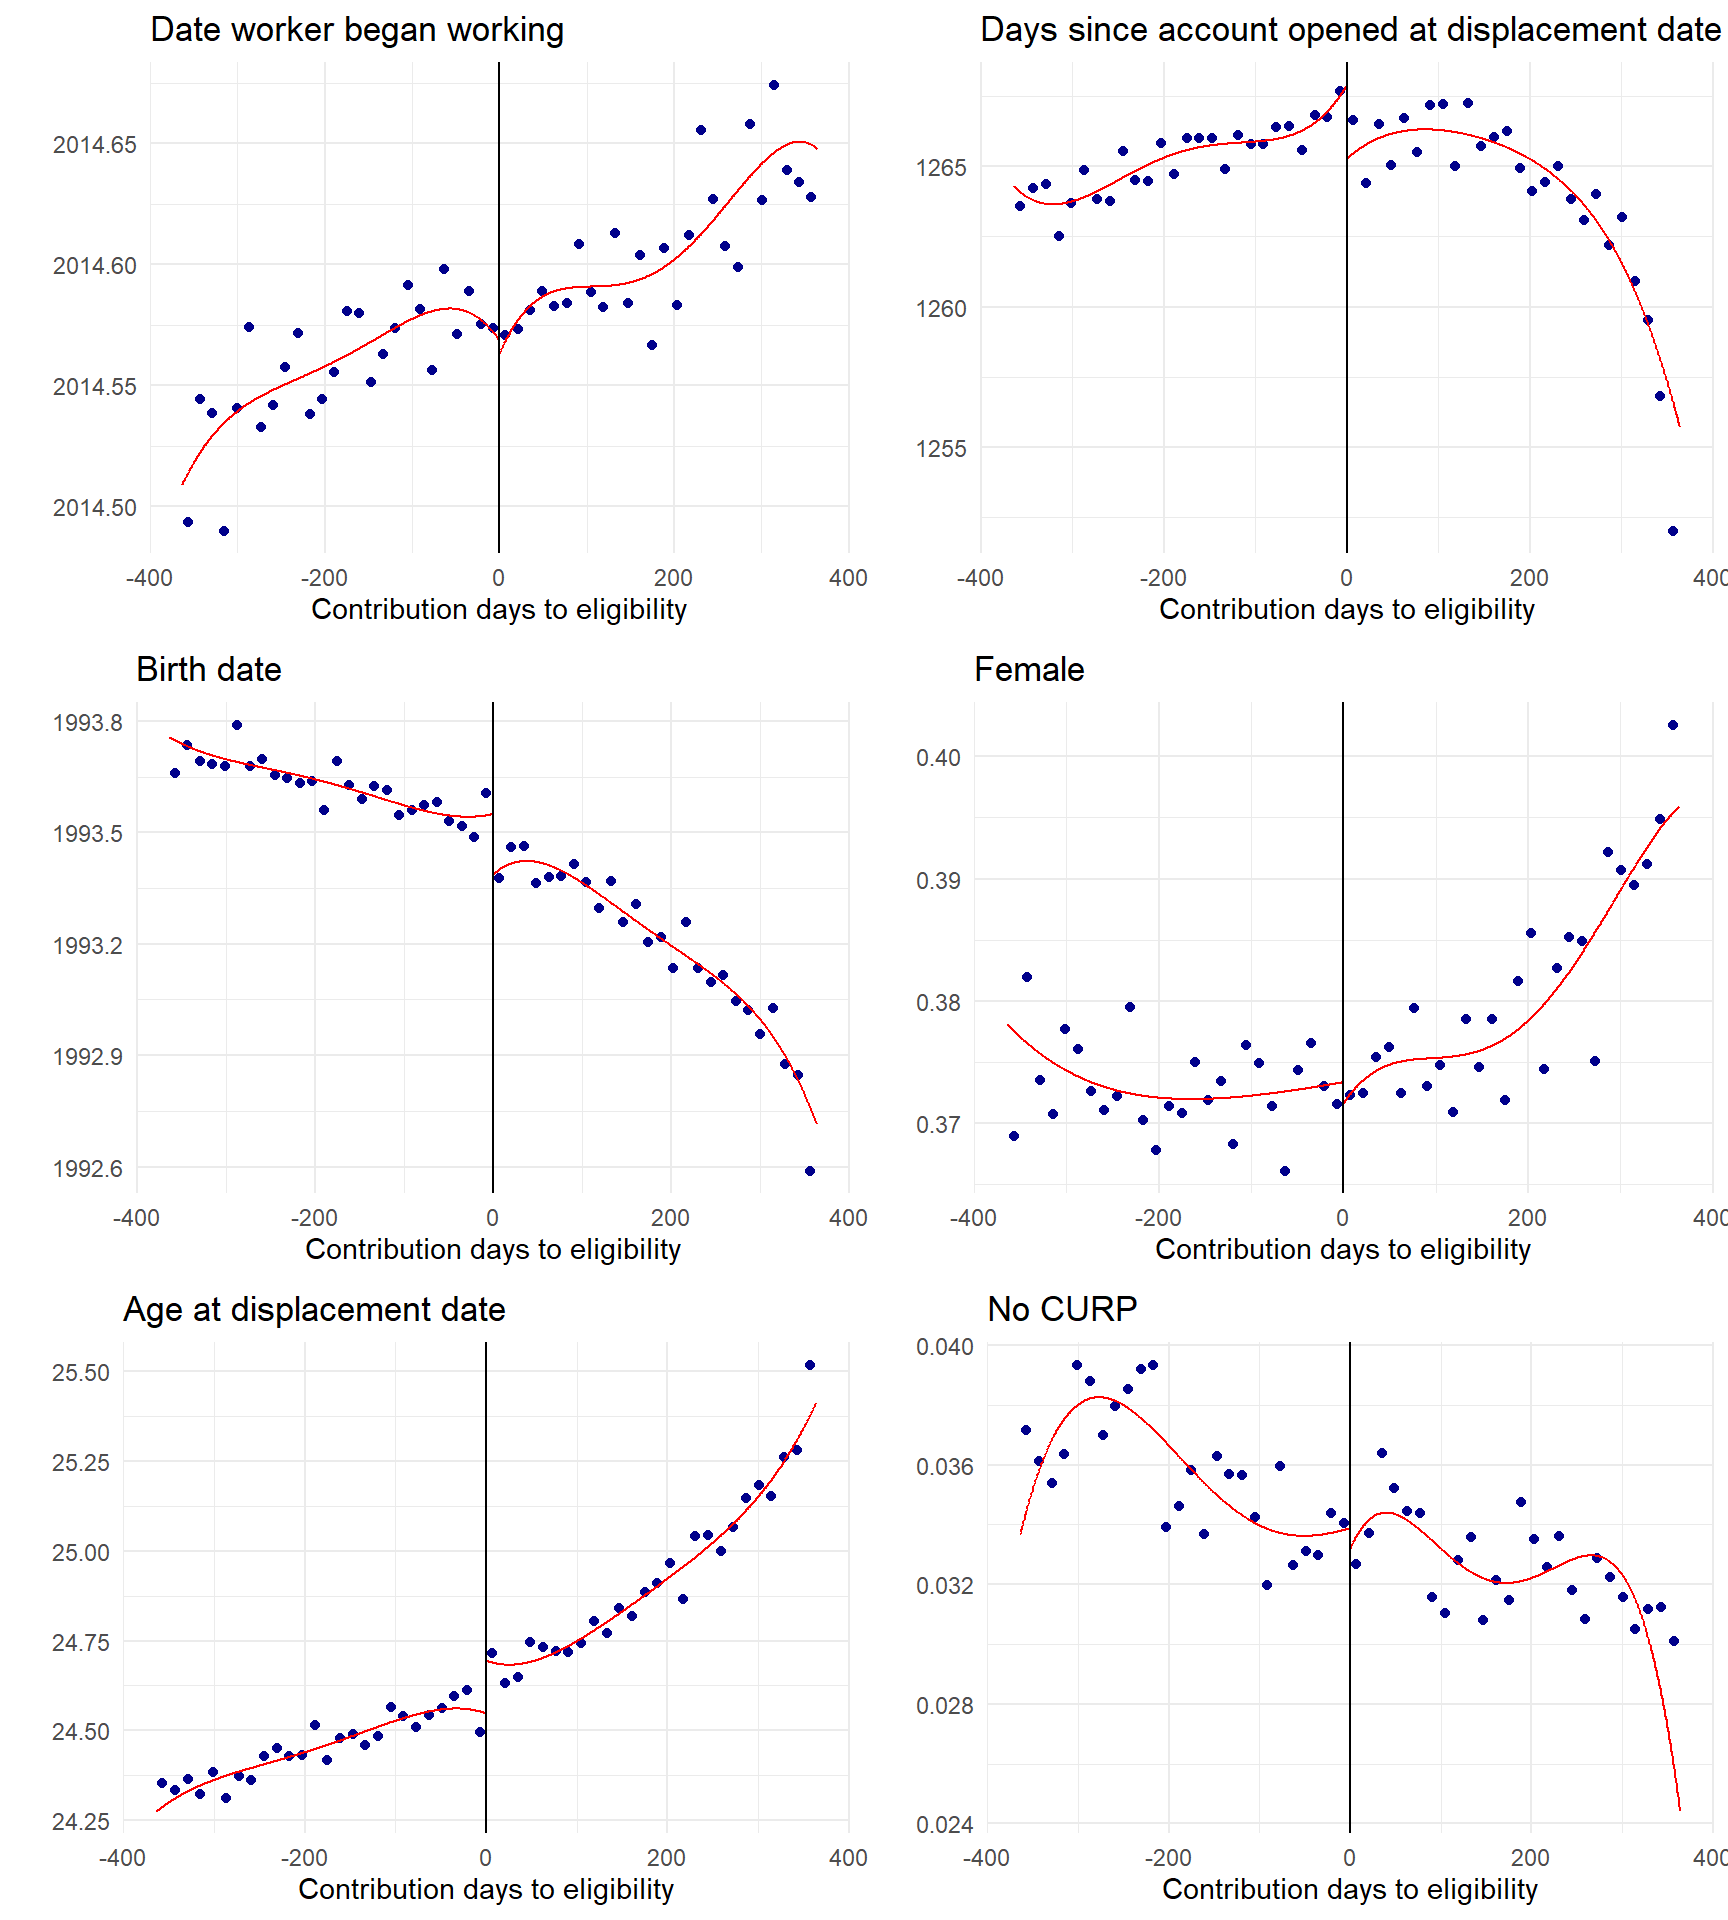 Date worker began working
2014.65
2014.60
2014.55
2014.50
-400 -200 0 200 400
Contribution days to eligibility
Days since account opened at displacement date
1265
1260
1255
-400 -200 0 200 400
Contribution days to eligibility
Birth date
1993.8
1993.5
1993.2
1992.9
1992.6
-400 -200 0 200 400
Contribution days to eligibility
Female
0.40
0.39
0.38
0.37
-400 -200 0 200 400
Contribution days to eligibility
Age at displacement date
25.50
25.25
25.00
24.75
24.50
24.25
-400 -200 0 200 400
Contribution days to eligibility
No CURP
0.040
0.036
0.032
0.028
0.024
-400 -200 0 200 400
Contribution days to eligibility